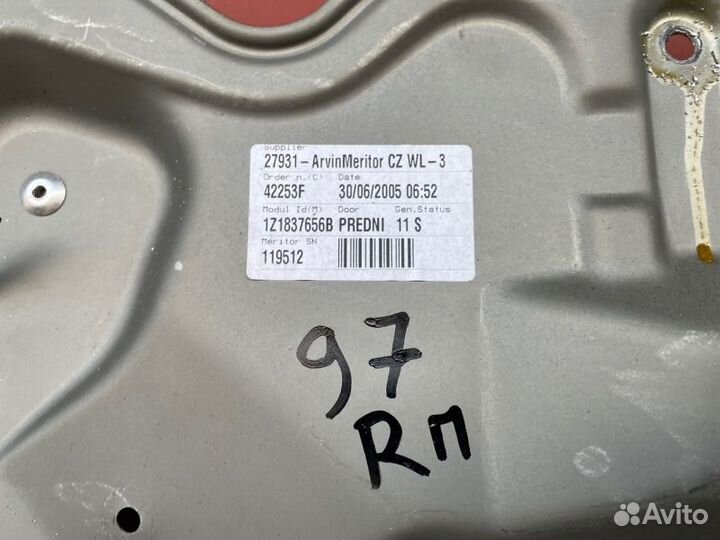 Supplier
27931-ArvinMeritor CZ WL-3
Order n.(C) Date
42253F 30/06/2005 06:52
Modul Id(M) Door Gen.Status
1Z1837656B PREDNI 11 S
Meritor SN
119512
97
Rп
Avito